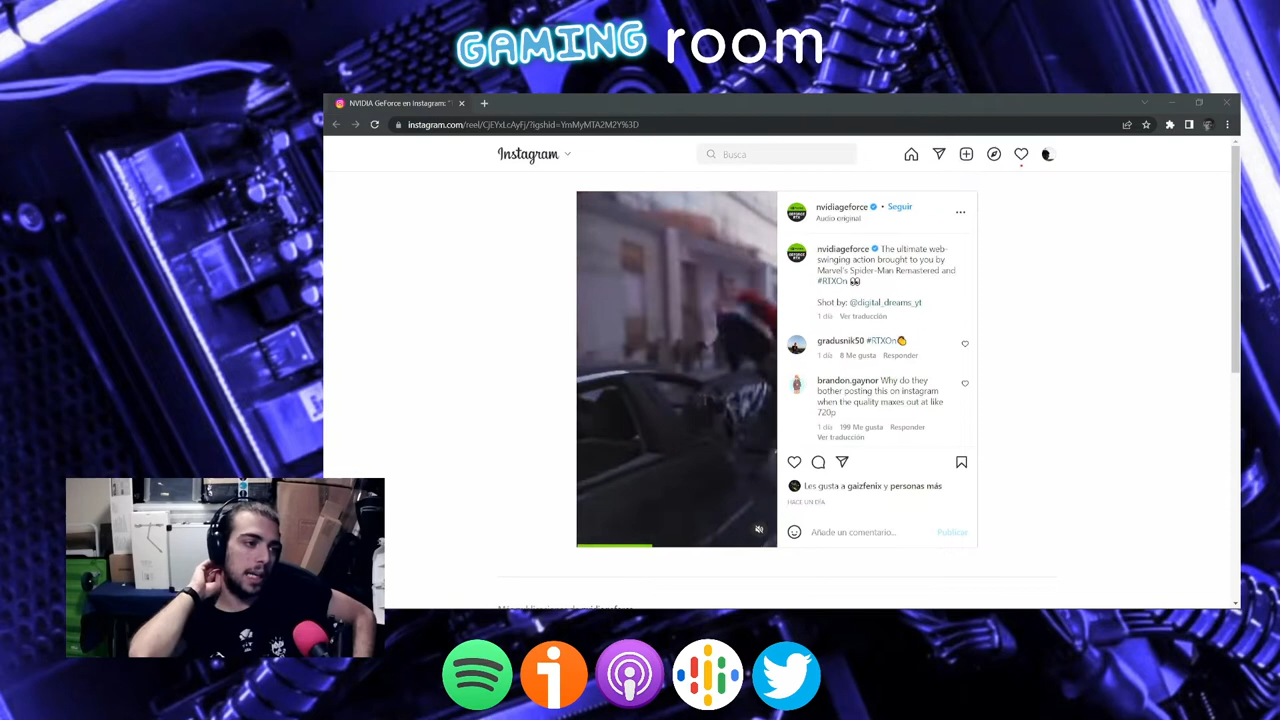 GAMING room
NVIDIA GeForce en Instagram: "
instagram.com/reel/CjEYxLcAyFj/?igshid=YmMyMTA2M2Y%3D
Instagram
Busca
nvidiageforce • Seguir
Audio original
nvidiageforce The ultimate web-
swinging action brought to you by
Marvel's Spider-Man Remastered and
#RTXOn 👀
Shot by: @digital_dreams_yt
1 día Ver traducción
gradusnik50 #RTXOn👏
1 día 8 Me gusta Responder
brandon.gaynor Why do they
bother posting this on instagram
when the quality maxes out at like
720p
1 día 199 Me gusta Responder
Ver traducción
Les gusta a gaizfenix y personas más
HACE UN DÍA
Añade un comentario...
Publicar